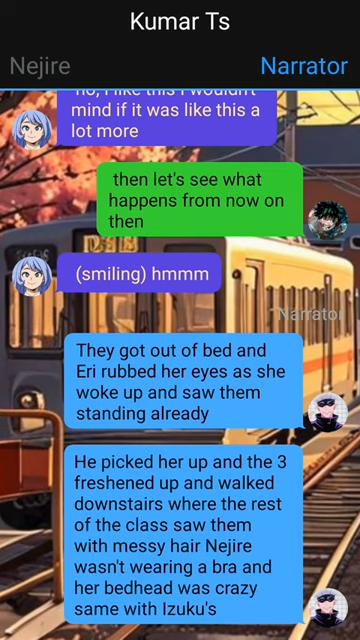 Kumar Ts
Nejire
Narrator
no, I like this I wouldn't
mind if it was like this a
lot more
then let's see what
happens from now on
then
(smiling) hmmm
Narrator
They got out of bed and
Eri rubbed her eyes as she
woke up and saw them
standing already
He picked her up and the 3
freshened up and walked
downstairs where the rest
of the class saw them
with messy hair Nejire
wasn't wearing a bra and
her bedhead was crazy
same with Izuku's